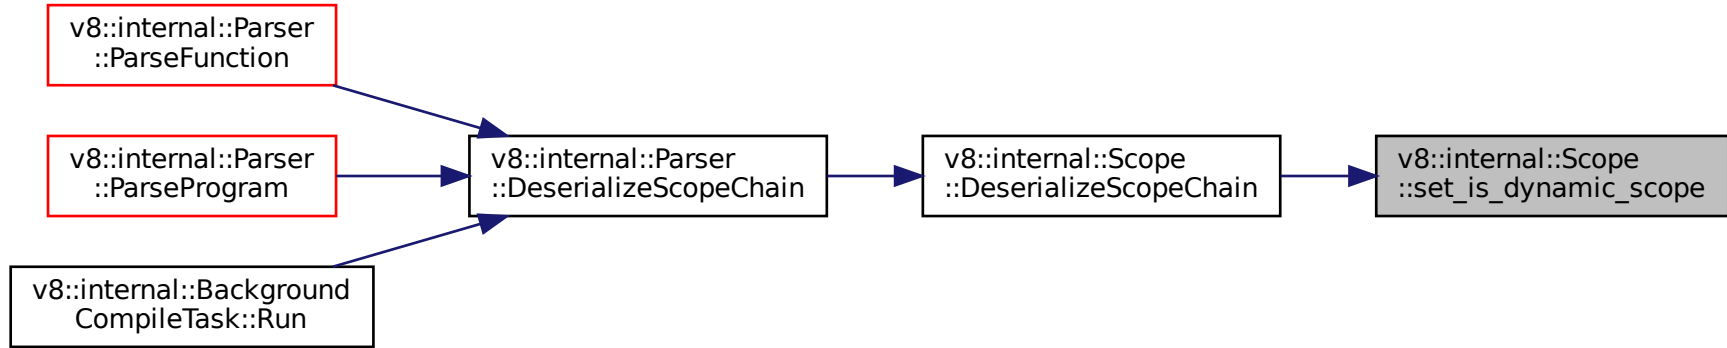 v8::internal::Parser
::ParseFunction
v8::internal::Parser
::ParseProgram
v8::internal::Background
CompileTask::Run
v8::internal::Parser
::DeserializeScopeChain
v8::internal::Scope
::DeserializeScopeChain
v8::internal::Scope
::set_is_dynamic_scope